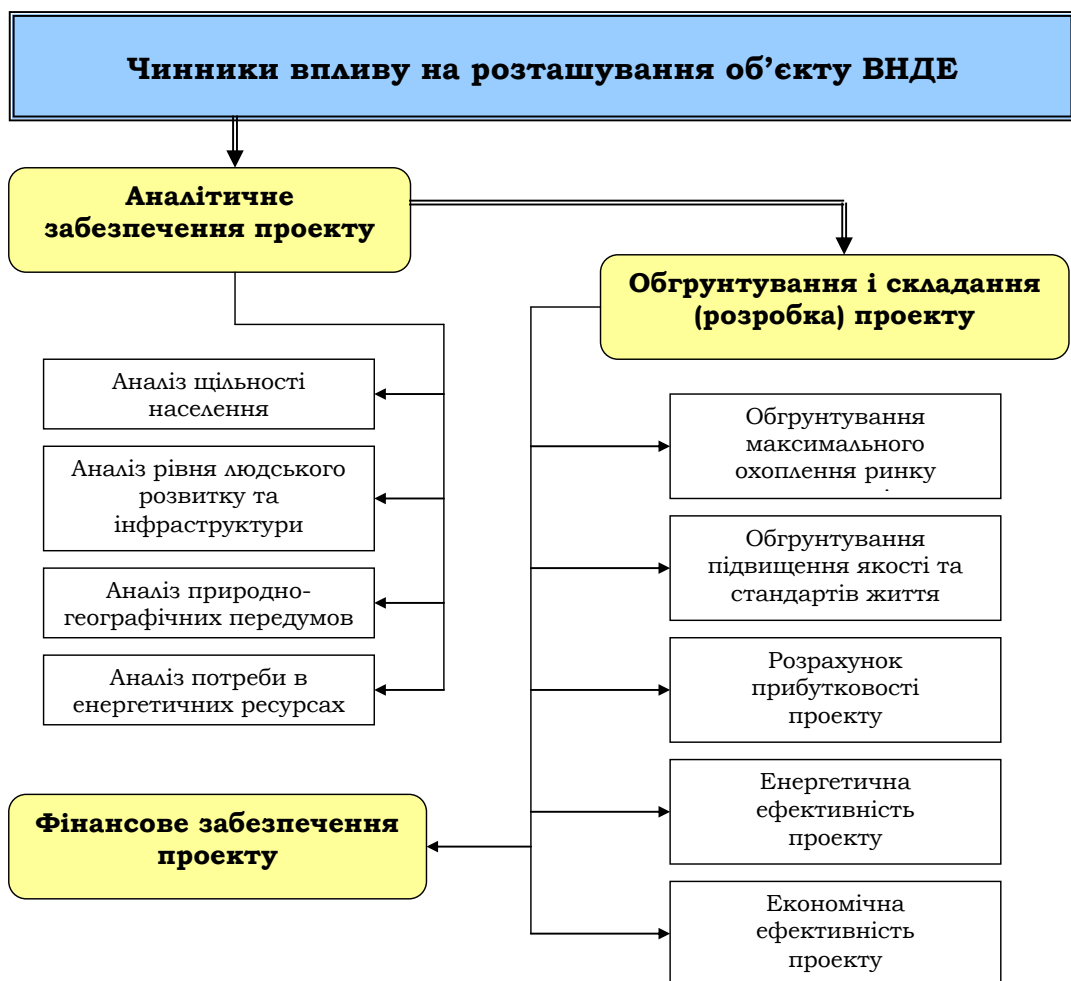 Чинники впливу на розташування об’єкту ВНДЕ
Аналітичне
забезпечення проекту
Обгрунтування і складання
(розробка) проекту
Аналіз щільності
населення
Аналіз рівня людського
розвитку та
інфраструктури
Аналіз природно-
географічних передумов
Аналіз потреби в
енергетичних ресурсах
Фінансове забезпечення
проекту
Обгрунтування
максимального
охоплення ринку
Обгрунтування
підвищення якості та
стандартів життя
Розрахунок
прибутковості
проекту
Енергетична
ефективність
проекту
Економічна
ефективність
проекту